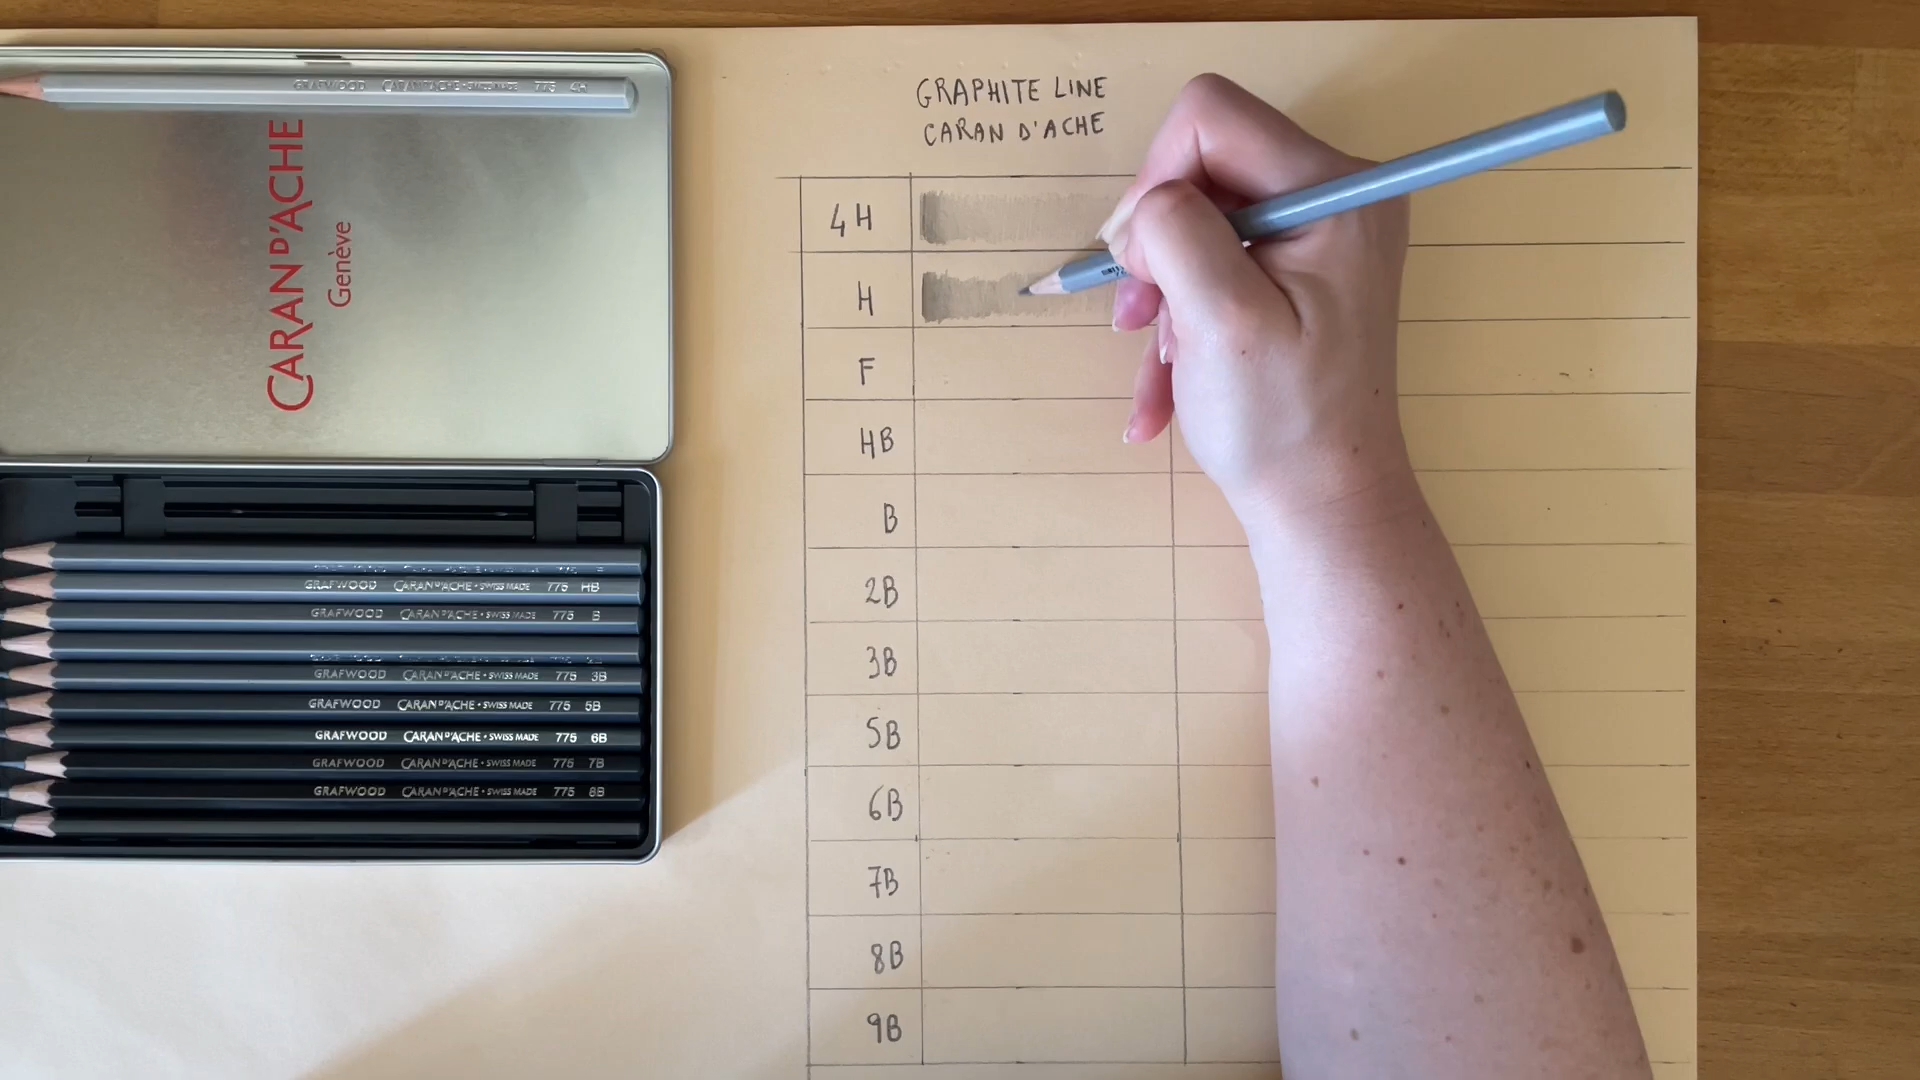 GRAFWOOD CARAN D'ACHE • SWISS MADE 775 4H
CARAN D'ACHE
Genève
GRAFWOOD CARAN D'ACHE • SWISS MADE 775 HB
GRAFWOOD CARAN D'ACHE • SWISS MADE 775 B
GRAFWOOD CARAN D'ACHE • SWISS MADE 775 3B
GRAFWOOD CARAN D'ACHE • SWISS MADE 775 5B
GRAFWOOD CARAN D'ACHE • SWISS MADE 775 6B
GRAFWOOD CARAN D'ACHE • SWISS MADE 775 7B
GRAFWOOD CARAN D'ACHE • SWISS MADE 775 8B
GRAPHITE LINE
CARAN D'ACHE
4H
H
F
HB
B
2B
3B
5B
6B
7B
8B
9B